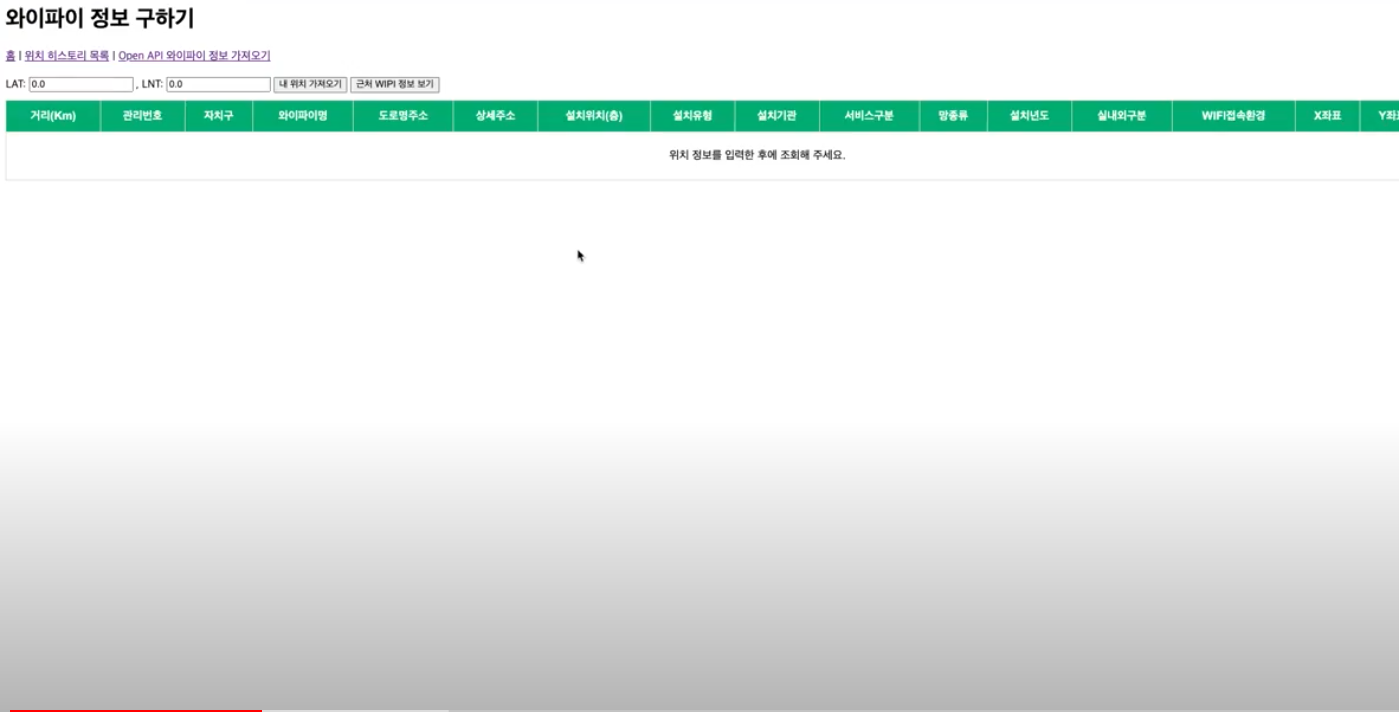 와이파이 정보 구하기
홈 | 위치 히스토리 목록 | Open API 와이파이 정보 가져오기
LAT: 0.0 , LNT: 0.0 내 위치 가져오기 근처 WIPI 정보 보기
거리(Km) 관리번호 자치구 와이파이명 도로명주소 상세주소 설치위치(층) 설치유형 설치기관 서비스구분 망종류 설치년도 실내외구분 WIFI접속환경 X좌표
위치 정보를 입력한 후에 조회해 주세요.